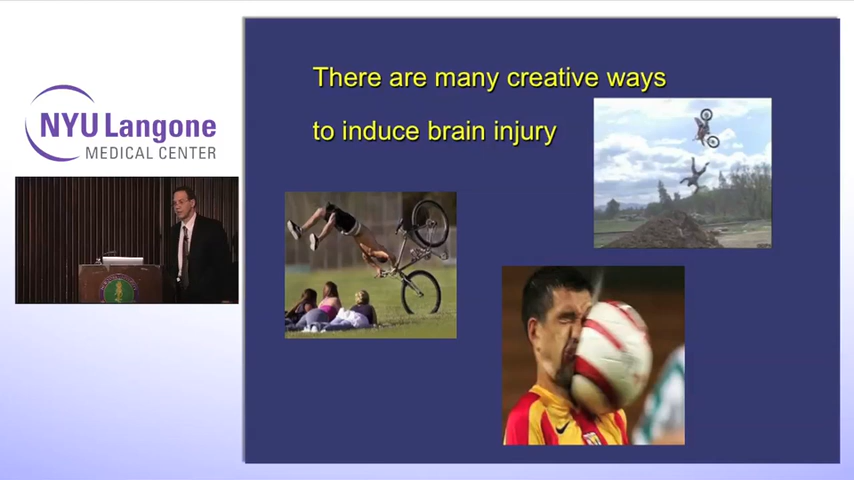 NYU Langone
MEDICAL CENTER
There are many creative ways
to induce brain injury